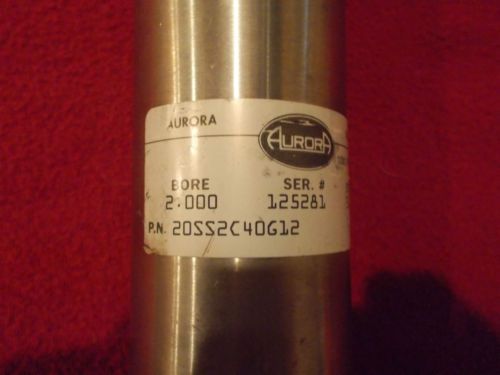 AURORA
AURORA
BORE SER. #
2.000 125281
P.N. 20SS2C40G12